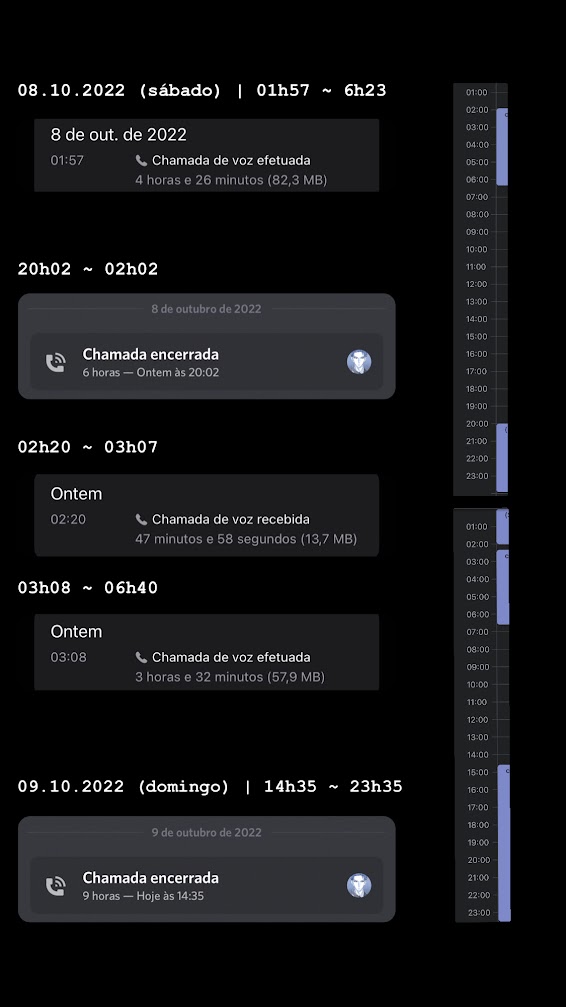 08.10.2022 (sábado) | 01h57 ~ 6h23
8 de out. de 2022
01:57 Chamada de voz efetuada
4 horas e 26 minutos (82,3 MB)
20h02 ~ 02h02
8 de outubro de 2022
Chamada encerrada
6 horas — Ontem às 20:02
02h20 ~ 03h07
Ontem
02:20 Chamada de voz recebida
47 minutos e 58 segundos (13,7 MB)
03h08 ~ 06h40
Ontem
03:08 Chamada de voz efetuada
3 horas e 32 minutos (57,9 MB)
09.10.2022 (domingo) | 14h35 ~ 23h35
9 de outubro de 2022
Chamada encerrada
9 horas — Hoje às 14:35
01:00
02:00
03:00
04:00
05:00
06:00
07:00
08:00
09:00
10:00
11:00
12:00
13:00
14:00
15:00
16:00
17:00
18:00
19:00
20:00
21:00
22:00
23:00
01:00
02:00
03:00
04:00
05:00
06:00
07:00
08:00
09:00
10:00
11:00
12:00
13:00
14:00
15:00
16:00
17:00
18:00
19:00
20:00
21:00
22:00
23:00